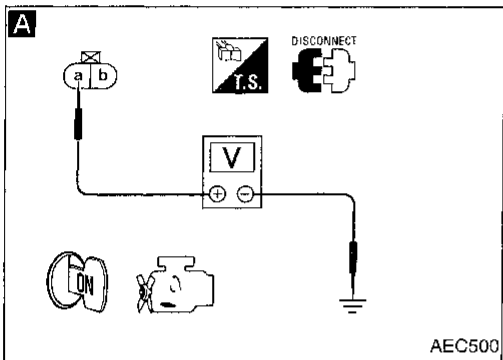 A
DISCONNECT
T.S.
a b
V
⊕ ⊖
ON
AEC500